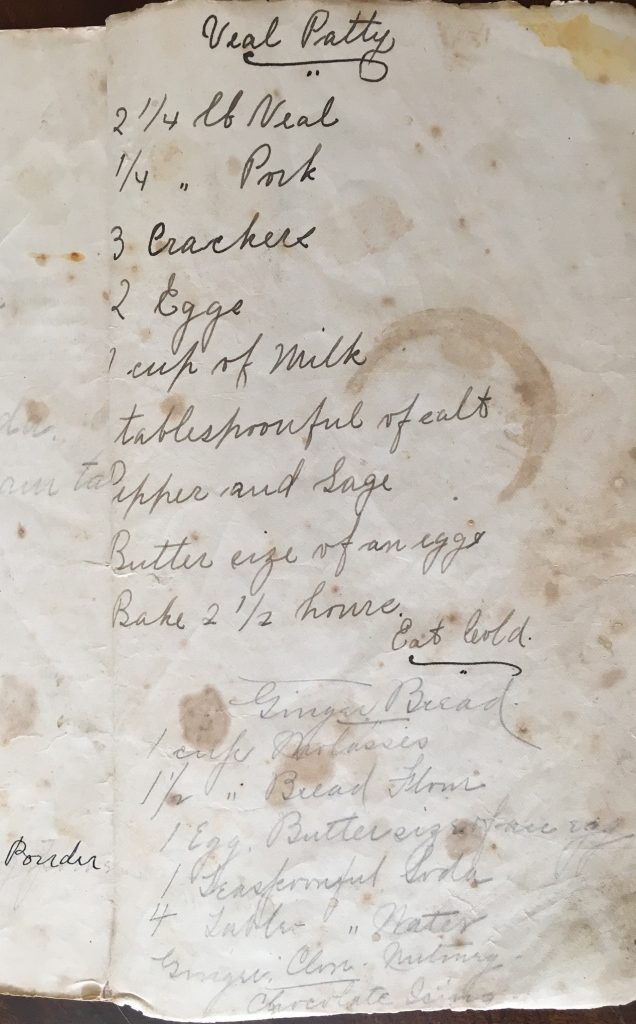 Veal Patty
"
2 1/4 lb Veal
1/4 " Pork
3 Crackers
2 Eggs
1 cup of Milk
tablespoonful of salt
Pepper and Sage
Butter size of an egg
Bake 2 1/2 hours.
Eat Cold.
"
Ginger Bread
1 cup Molasses
1 1/2 " Bread Flour
1 Egg. Butter size of an egg
1 Teaspoonful Soda
4 Table- " Water
Ginger. Clove. Nutmeg.
Chocolate Icing
Powder